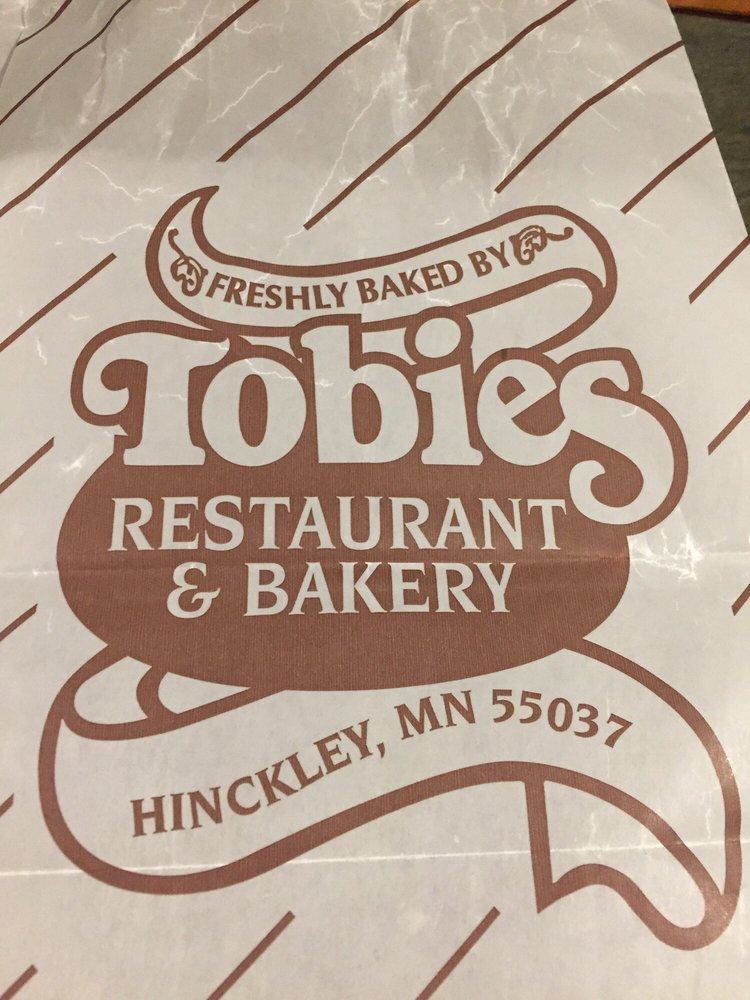 FRESHLY BAKED BY
Tobies
RESTAURANT
& BAKERY
HINCKLEY, MN 55037